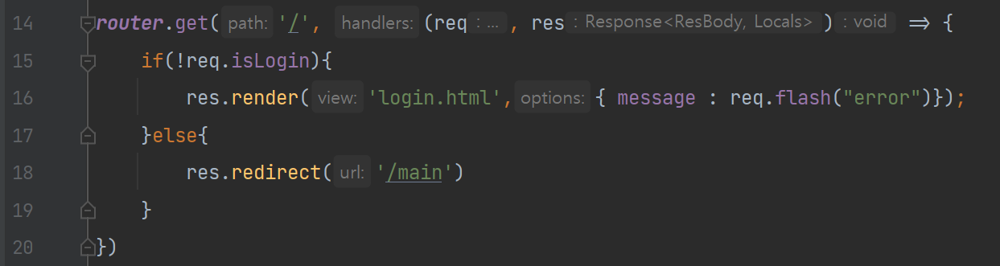 14 router.get( path: '/', handlers: (req : ... , res : Response<ResBody, Locals> ) : void => {
15 if(!req.isLogin){
16 res.render( view: 'login.html', options: { message : req.flash("error")});
17 }else{
18 res.redirect( url: '/main')
19 }
20 })